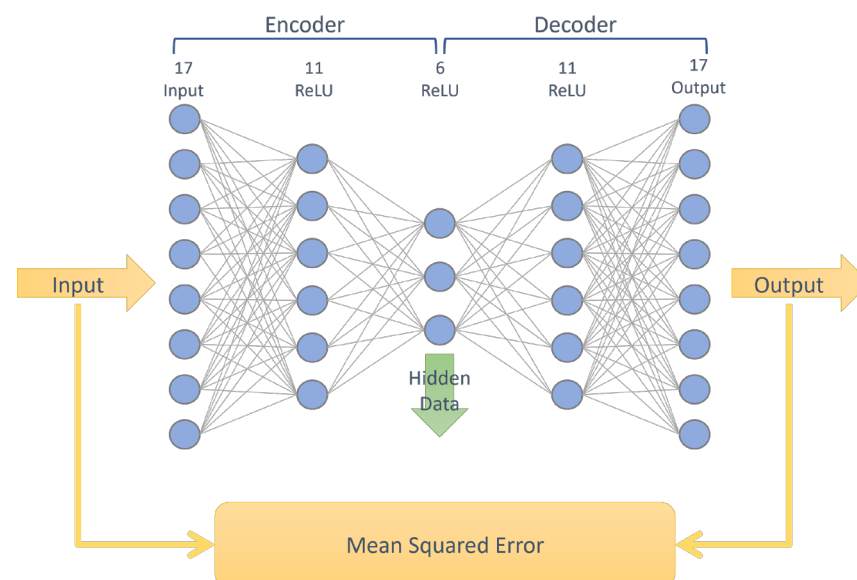 Encoder
Decoder
17
Input
11
ReLU
6
ReLU
11
ReLU
17
Output
Input
Output
Hidden
Data
Mean Squared Error